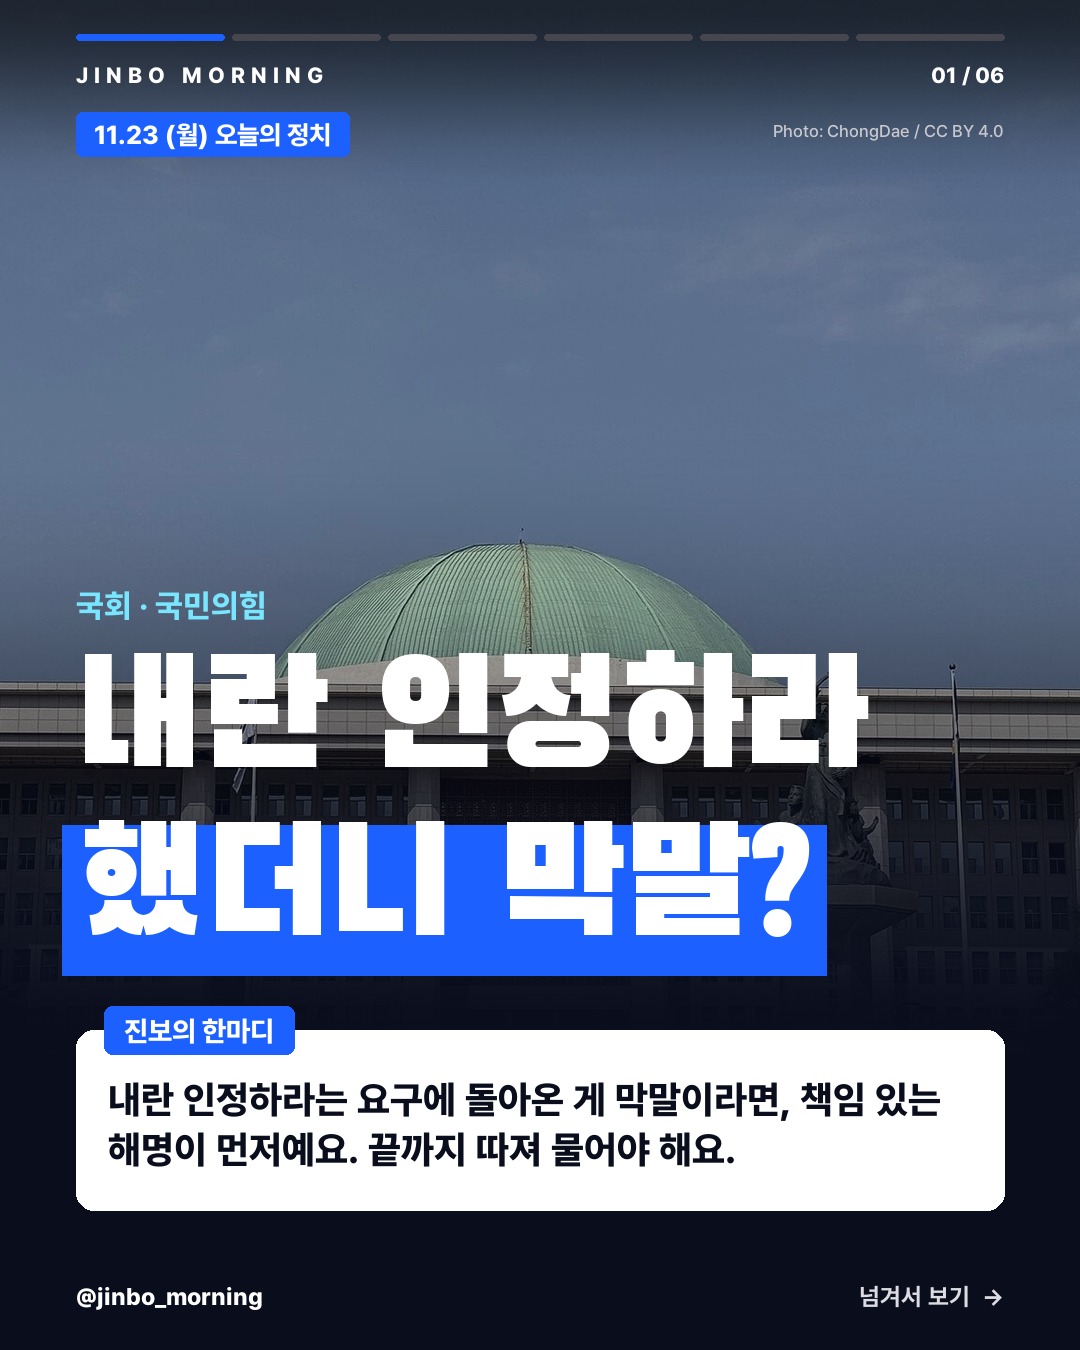 JINBO MORNING
01 / 06
11.23 (월) 오늘의 정치
Photo: ChongDae / CC BY 4.0
국회 · 국민의힘
내란 인정하라
했더니 막말?
진보의 한마디
내란 인정하라는 요구에 돌아온 게 막말이라면, 책임 있는
해명이 먼저예요. 끝까지 따져 물어야 해요.
@jinbo_morning
넘겨서 보기 →